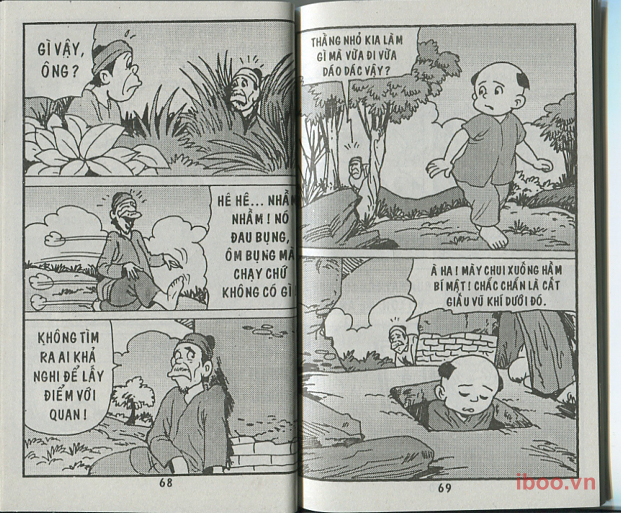 GÌ VẬY,
ÔNG?
HÉ HÊ... NHẦM
NHẦM! NÓ
ĐAU BỤNG,
ÔM BỤNG MÀ
CHẠY CHỨ
KHÔNG CÓ GÌ
KHÔNG TÌM
RA AI KHẢ
NGHI ĐỂ LẤY
ĐIỂM VỚI
QUAN!
68
THẰNG NHỎ KIA LÀM
GÌ MÀ VỪA ĐI VỪA
DÁO DÁC VẬY?
À HA! MÀY CHUI XUỐNG HẦM
BÍ MẬT! CHẮC CHẮN LÀ CẤT
GIẤU VŨ KHÍ DƯỚI ĐÓ.
69
iboo.vn